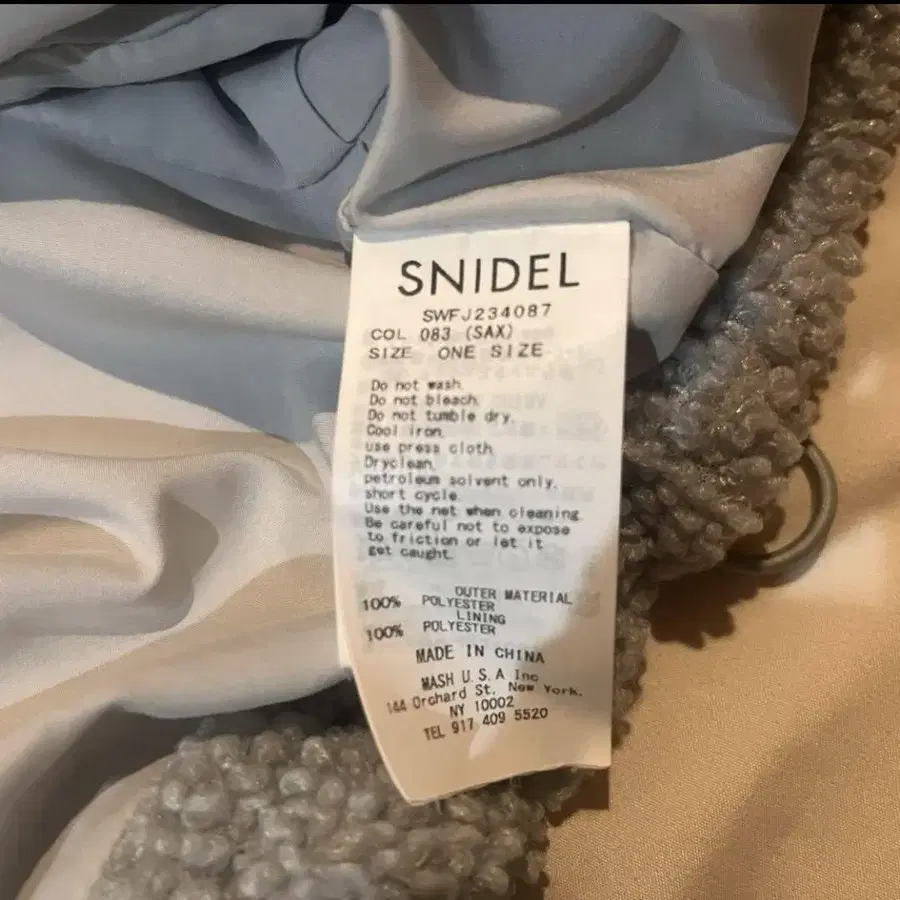 SNIDEL
SWFJ234087
COL 083 (SAX)
SIZE ONE SIZE
Do not wash.
Do not bleach.
Do not tumble dry.
Cool iron.
use press cloth.
Dryclean,
petroleum solvent only.
short cycle.
Use the net when cleaning.
Be careful not to expose
to friction or let it
get caught.
OUTER MATERIAL
100% POLYESTER
LINING
100% POLYESTER
MADE IN CHINA
MASH U.S.A Inc
144 Orchard St. New York.
NY 10002
TEL 917 409 5520